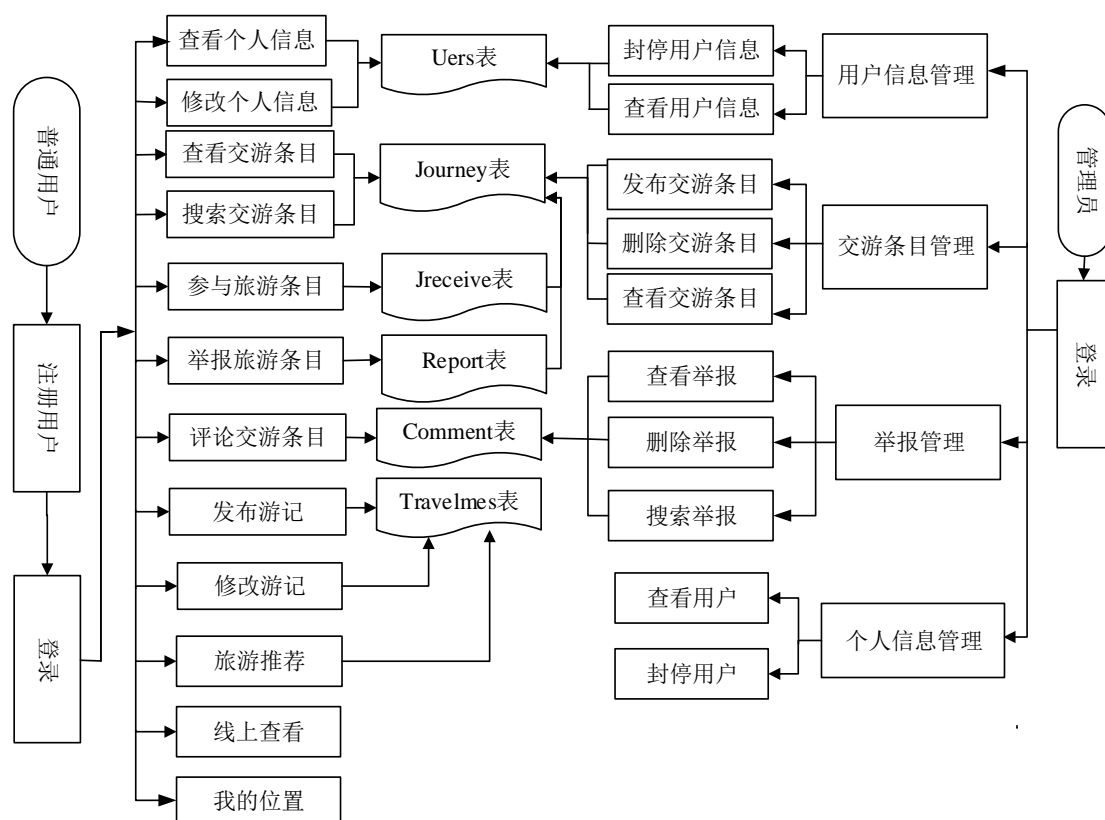 普通用户
注册用户
登录
查看个人信息
修改个人信息
查看交游条目
搜索交游条目
参与旅游条目
举报旅游条目
评论交游条目
发布游记
修改游记
旅游推荐
线上查看
我的位置
Uers表
Journey表
Jreceive表
Report表
Comment表
Travelmes表
封停用户信息
查看用户信息
发布交游条目
删除交游条目
查看交游条目
查看举报
删除举报
搜索举报
查看用户
封停用户
用户信息管理
交游条目管理
举报管理
个人信息管理
管理员
登录